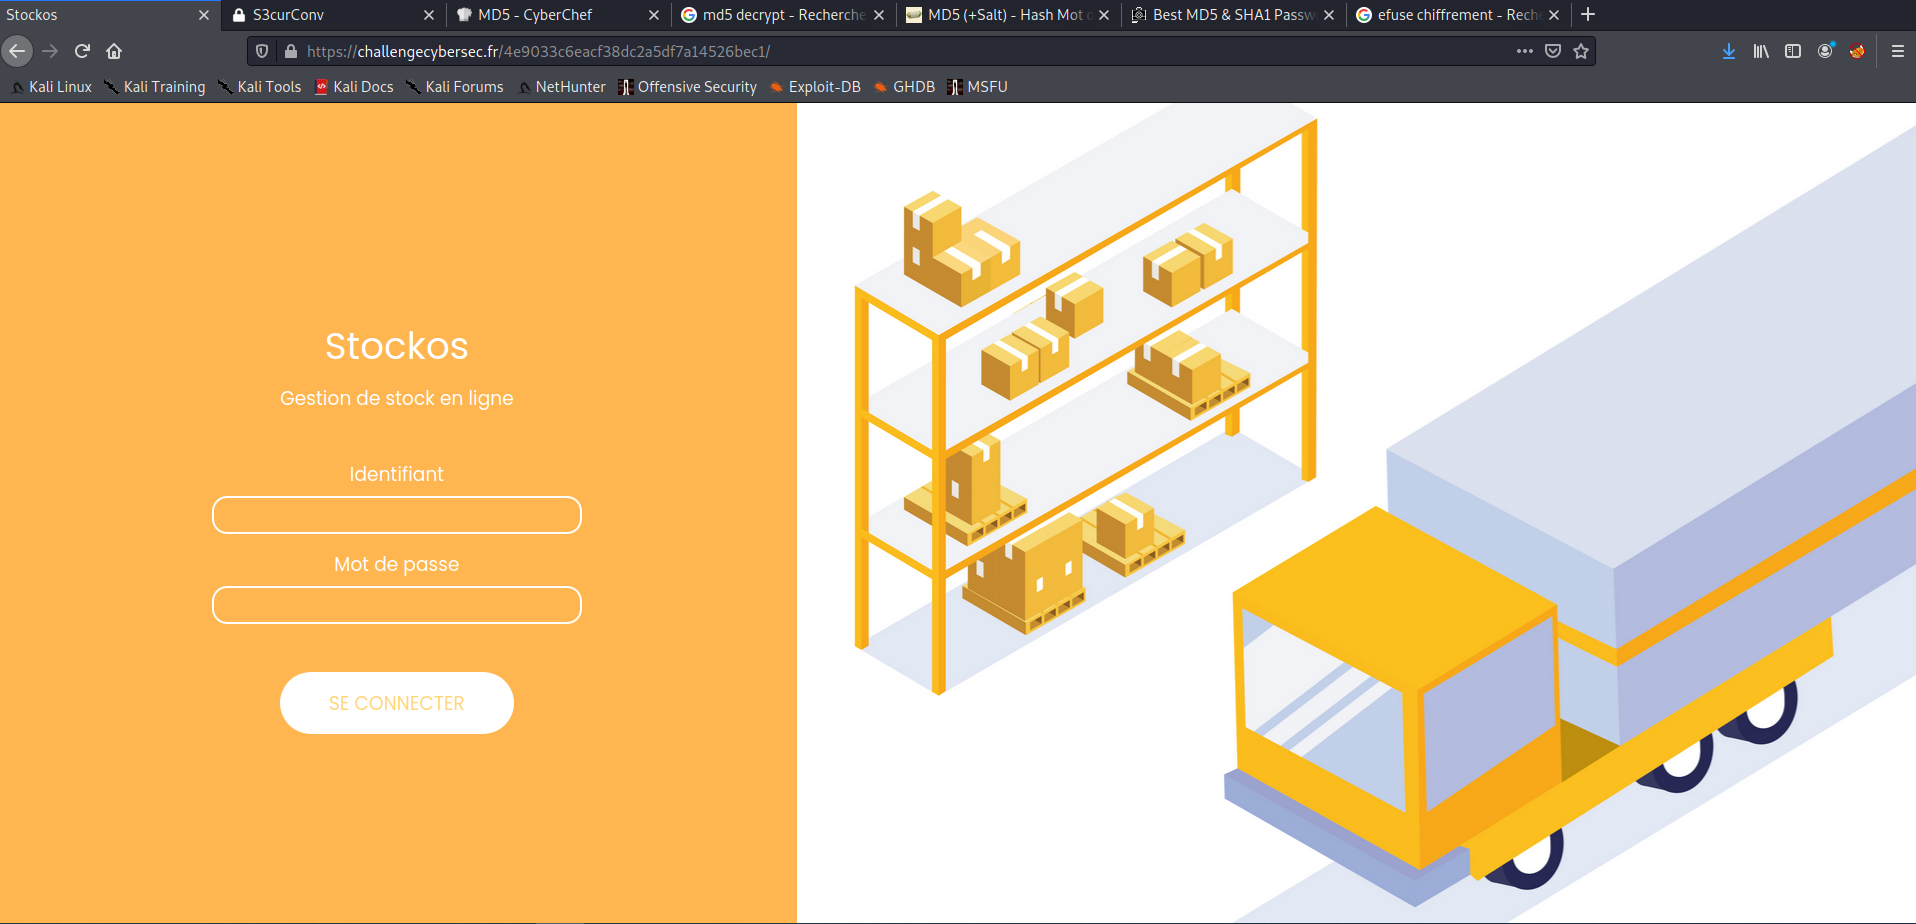 Stockos
S3curConv
MD5 - CyberChef
md5 decrypt - Recherche
MD5 (+Salt) - Hash Mot
Best MD5 & SHA1
efuse chiffrement -
https://challengecybersec.fr/4e9033c6eacf38dc2a5df7a14526bec1/
Kali Linux
Kali Training
Kali Tools
Kali Docs
Kali Forums
NetHunter
Offensive Security
Exploit-DB
GHDB
MSFU
Stockos
Gestion de stock en ligne
Identifiant
Mot de passe
SE CONNECTER